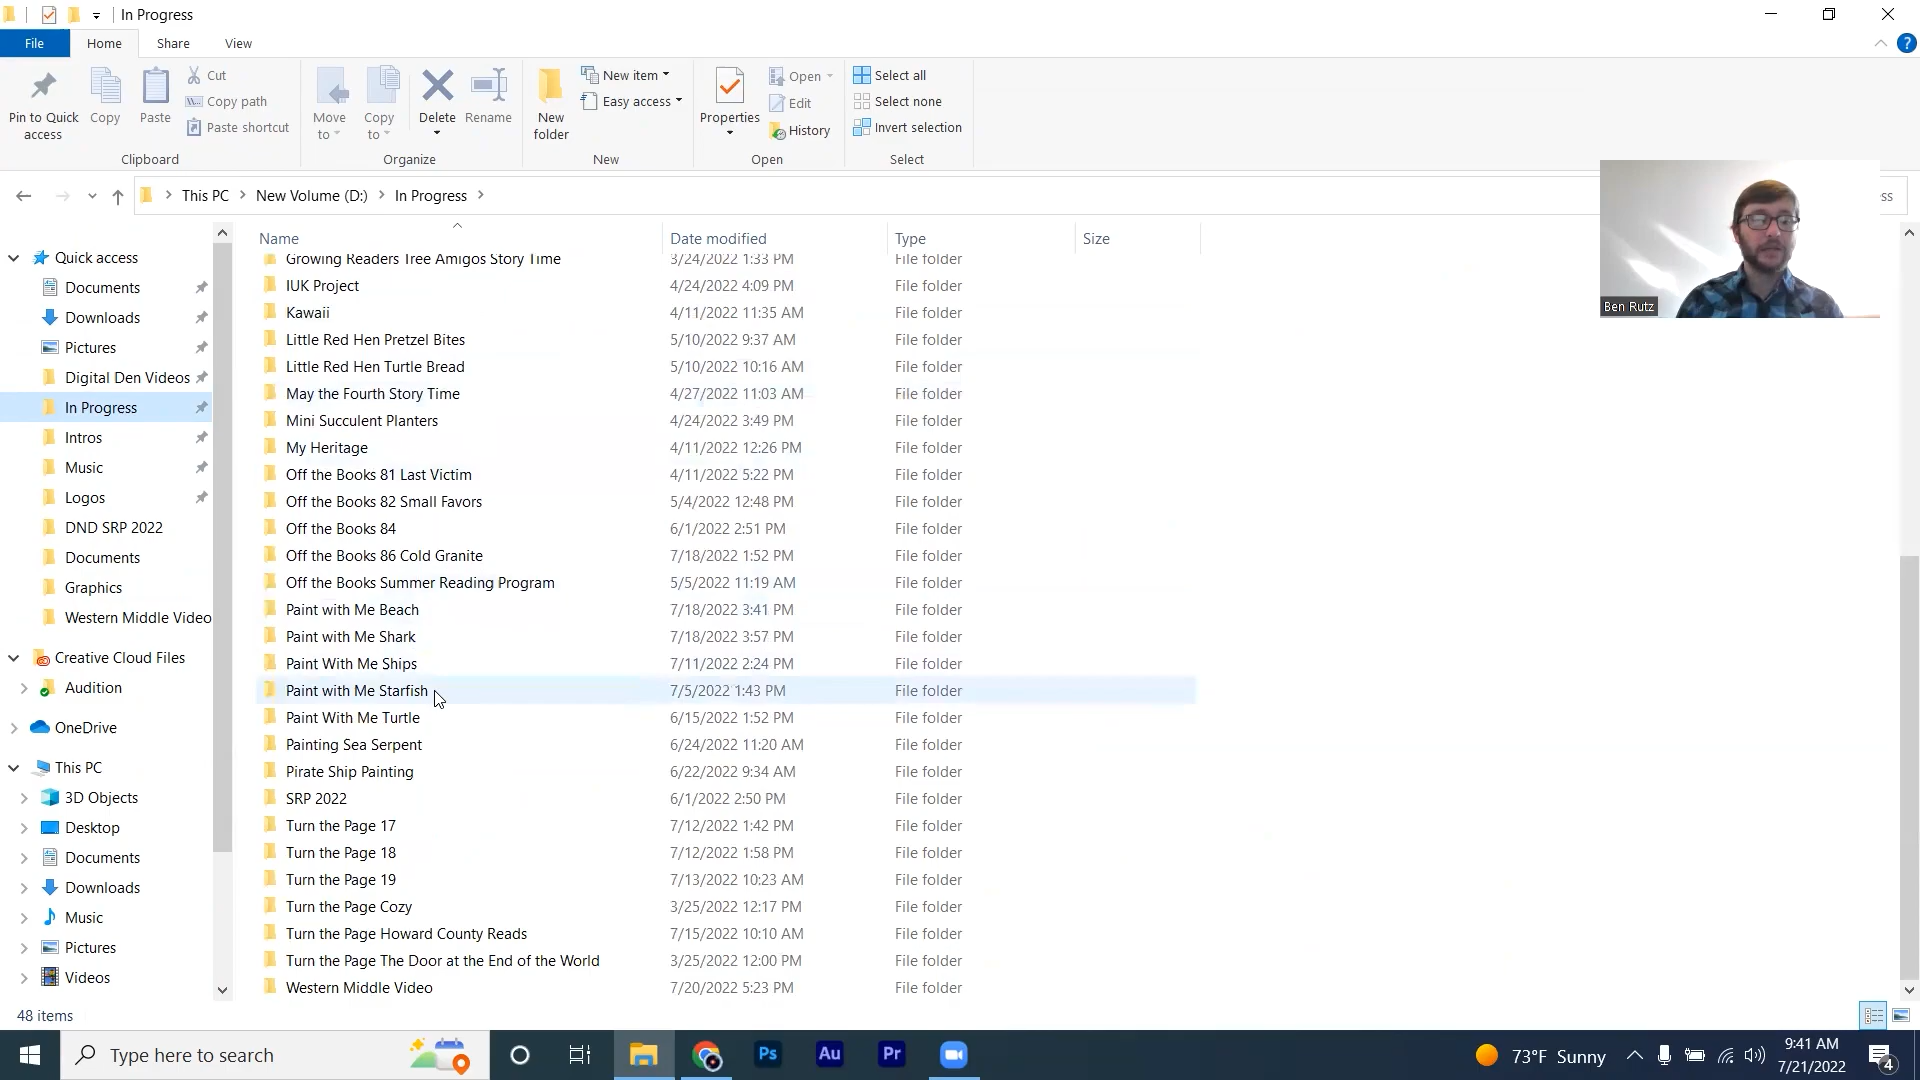 In Progress
File Home Share View
Pin to Quick access
Copy
Paste
Cut
Copy path
Paste shortcut
Clipboard
Move to
Copy to
Delete
Rename
Organize
New folder
New item
Easy access
New
Properties
Open
Edit
History
Open
Select all
Select none
Invert selection
Select
This PC New Volume (D:) In Progress
ss
Ben Rutz
Quick access
Documents
Downloads
Pictures
Digital Den Videos
In Progress
Intros
Music
Logos
DND SRP 2022
Documents
Graphics
Western Middle Video
Creative Cloud Files
Audition
OneDrive
This PC
3D Objects
Desktop
Documents
Downloads
Music
Pictures
Videos
Name Date modified Type Size
Growing Readers Tree Amigos Story Time 3/24/2022 1:33 PM File folder
IUK Project 4/24/2022 4:09 PM File folder
Kawaii 4/11/2022 11:35 AM File folder
Little Red Hen Pretzel Bites 5/10/2022 9:37 AM File folder
Little Red Hen Turtle Bread 5/10/2022 10:16 AM File folder
May the Fourth Story Time 4/27/2022 11:03 AM File folder
Mini Succulent Planters 4/24/2022 3:49 PM File folder
My Heritage 4/11/2022 12:26 PM File folder
Off the Books 81 Last Victim 4/11/2022 5:22 PM File folder
Off the Books 82 Small Favors 5/4/2022 12:48 PM File folder
Off the Books 84 6/1/2022 2:51 PM File folder
Off the Books 86 Cold Granite 7/18/2022 1:52 PM File folder
Off the Books Summer Reading Program 5/5/2022 11:19 AM File folder
Paint with Me Beach 7/18/2022 3:41 PM File folder
Paint with Me Shark 7/18/2022 3:57 PM File folder
Paint With Me Ships 7/11/2022 2:24 PM File folder
Paint with Me Starfish 7/5/2022 1:43 PM File folder
Paint With Me Turtle 6/15/2022 1:52 PM File folder
Painting Sea Serpent 6/24/2022 11:20 AM File folder
Pirate Ship Painting 6/22/2022 9:34 AM File folder
SRP 2022 6/1/2022 2:50 PM File folder
Turn the Page 17 7/12/2022 1:42 PM File folder
Turn the Page 18 7/12/2022 1:58 PM File folder
Turn the Page 19 7/13/2022 10:23 AM File folder
Turn the Page Cozy 3/25/2022 12:17 PM File folder
Turn the Page Howard County Reads 7/15/2022 10:10 AM File folder
Turn the Page The Door at the End of the World 3/25/2022 12:00 PM File folder
Western Middle Video 7/20/2022 5:23 PM File folder
48 items
Type here to search
Ps
Au
Pr
73°F Sunny
9:41 AM
7/21/2022
4